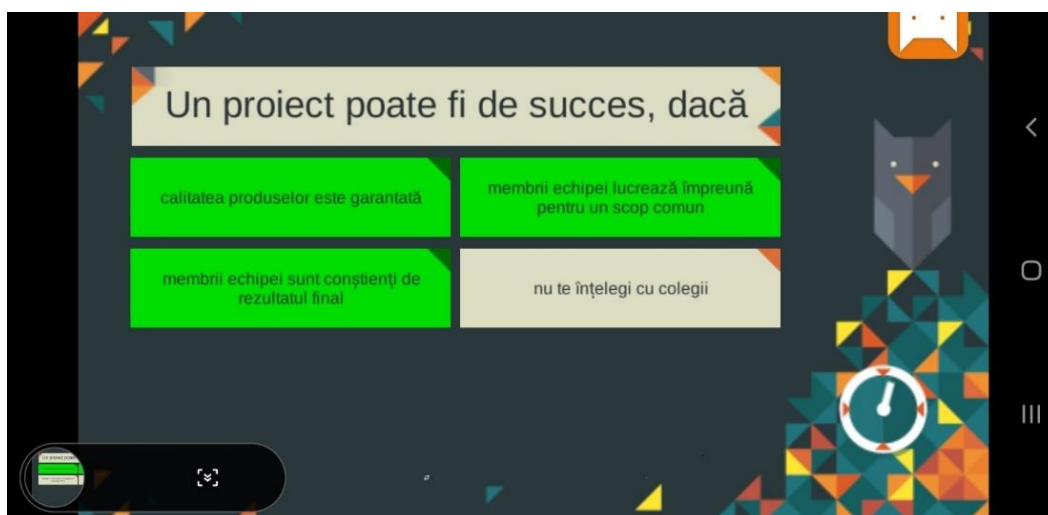 Un proiect poate fi de succes, dacă
calitatea produselor este garantată
membrii echipei lucrează împreună
pentru un scop comun
membrii echipei sunt conștienți de
rezultatul final
nu te înțelegi cu colegii